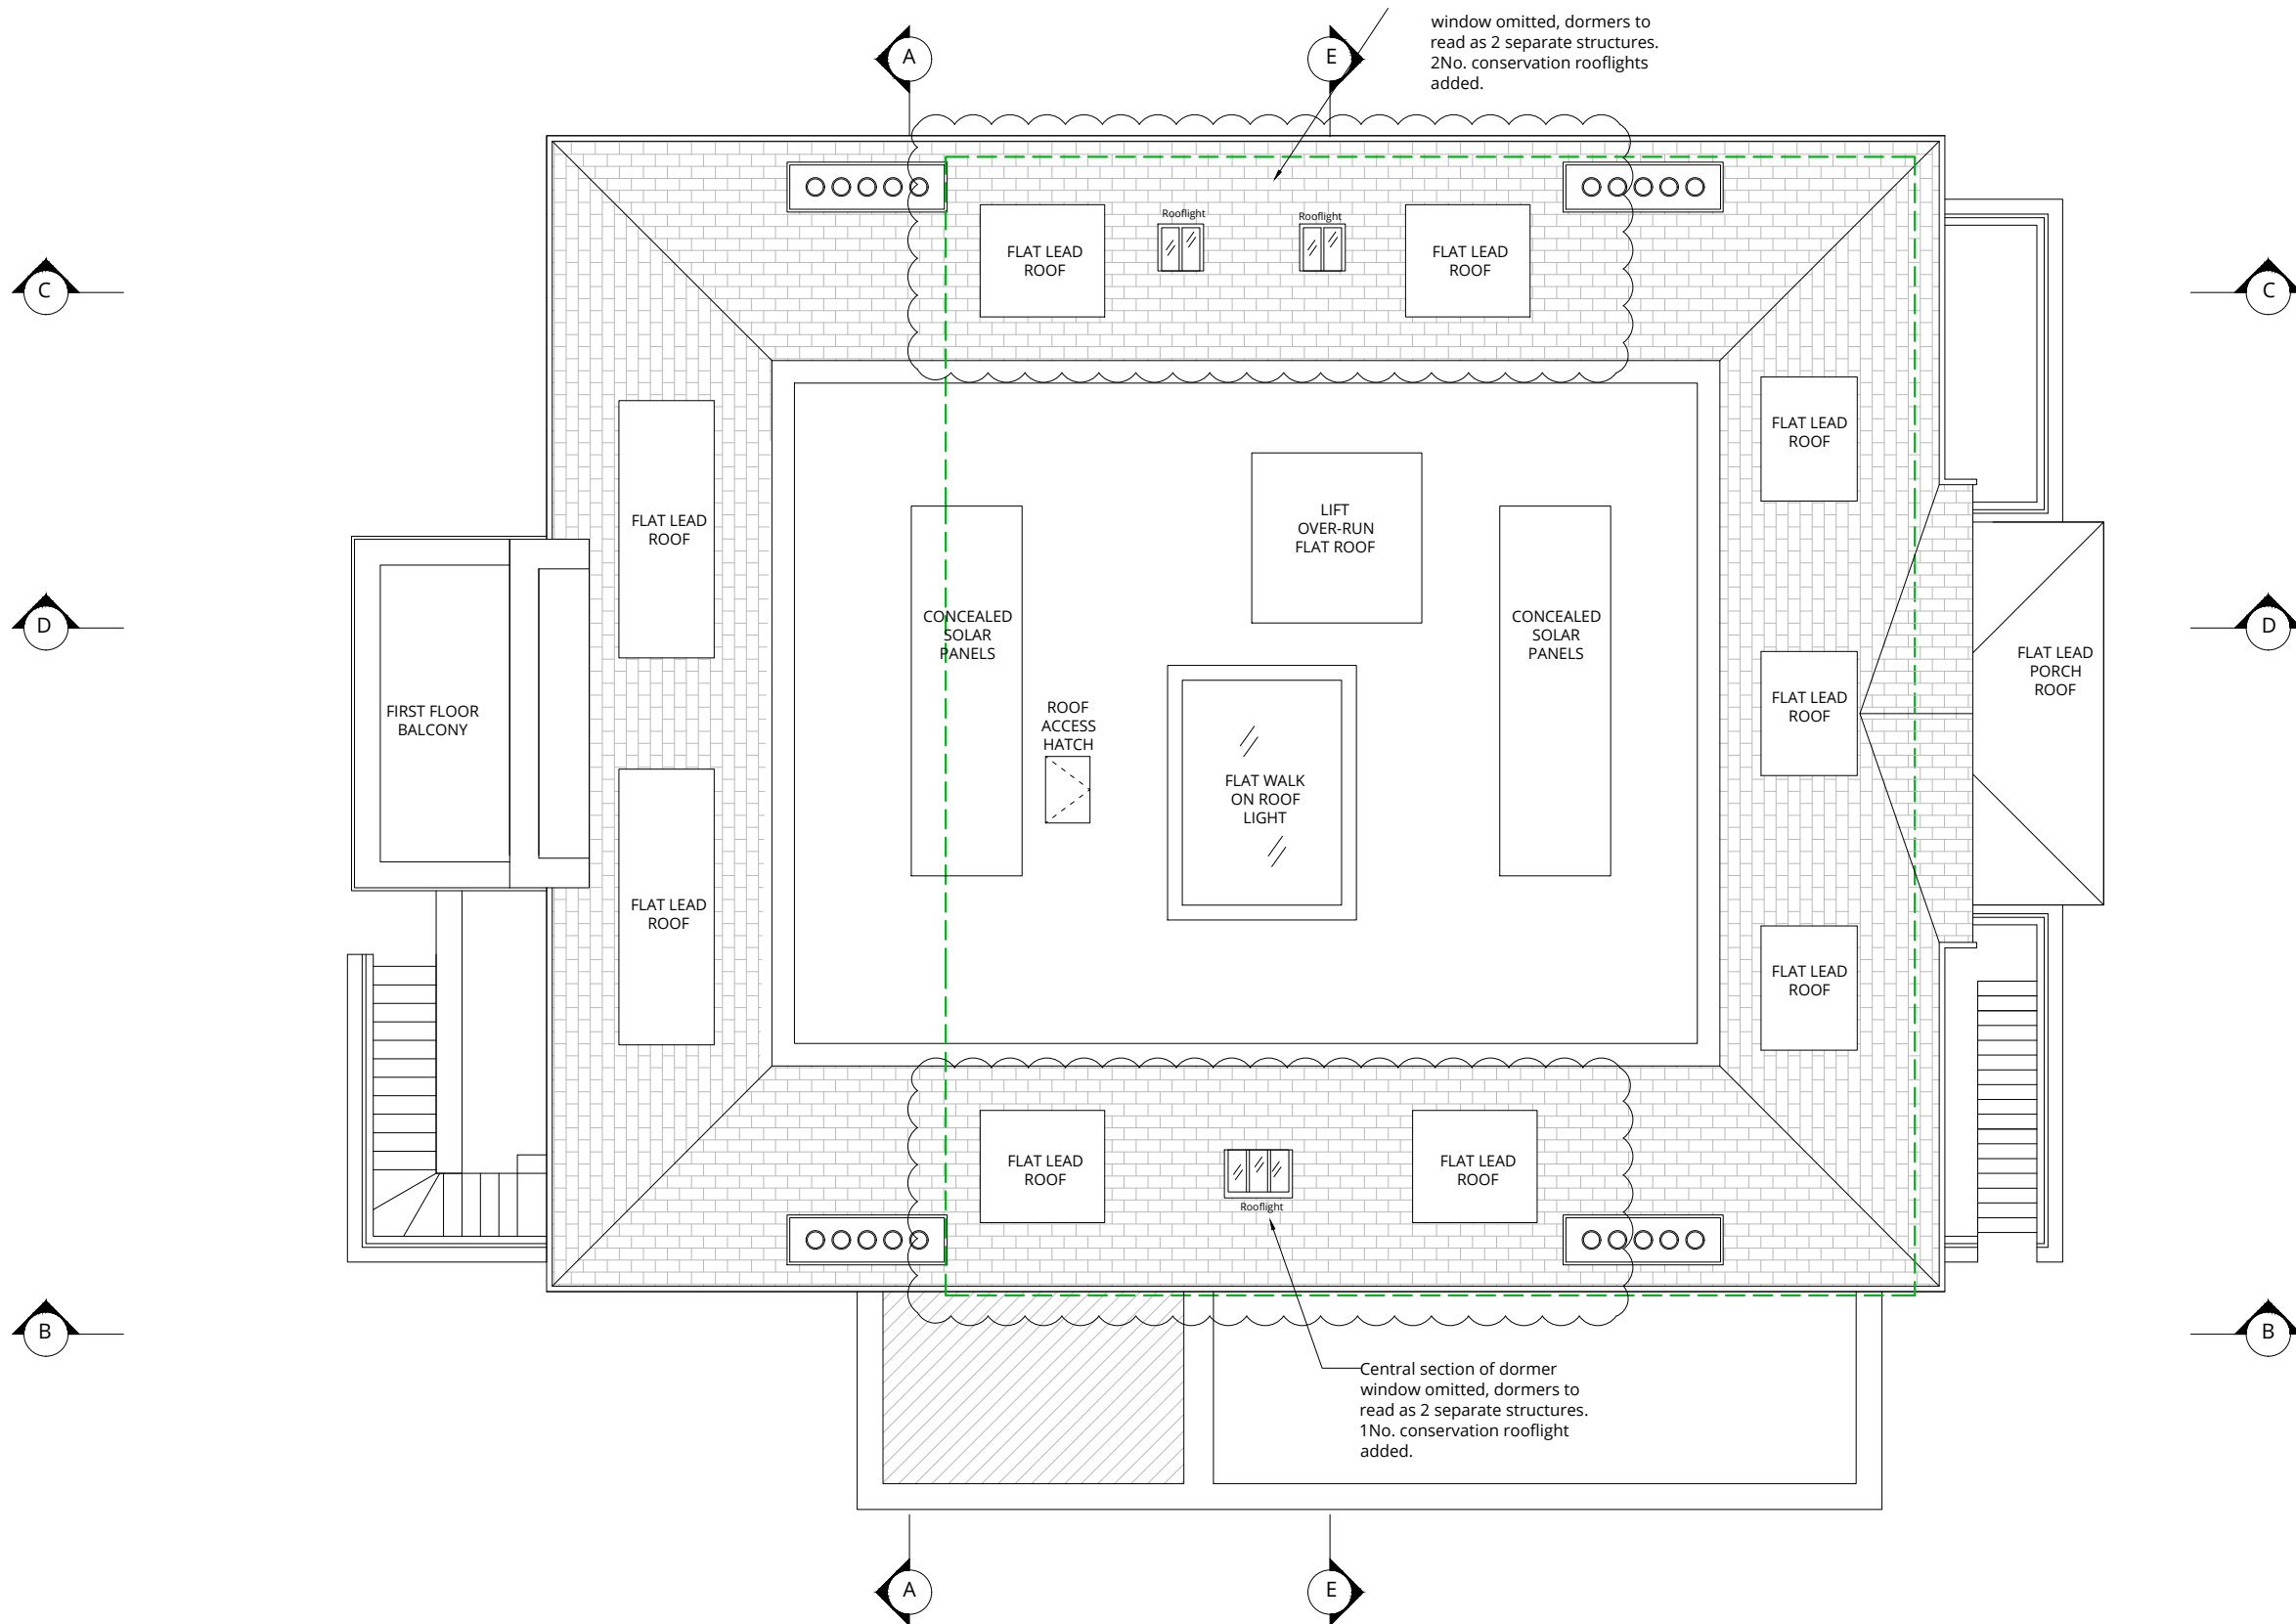 window omitted, dormers to
read as 2 separate structures.
2No. conservation rooflights
added.
A
E
Rooflight
Rooflight
FLAT LEAD
ROOF
FLAT LEAD
ROOF
C
C
FLAT LEAD
ROOF
FLAT LEAD
ROOF
LIFT
OVER-RUN
FLAT ROOF
D
D
CONCEALED
SOLAR
PANELS
CONCEALED
SOLAR
PANELS
FLAT LEAD
PORCH
ROOF
FIRST FLOOR
BALCONY
ROOF
ACCESS
HATCH
FLAT LEAD
ROOF
FLAT WALK
ON ROOF
LIGHT
FLAT LEAD
ROOF
FLAT LEAD
ROOF
FLAT LEAD
ROOF
FLAT LEAD
ROOF
Rooflight
B
B
Central section of dormer
window omitted, dormers to
read as 2 separate structures.
1No. conservation rooflight
added.
A
E